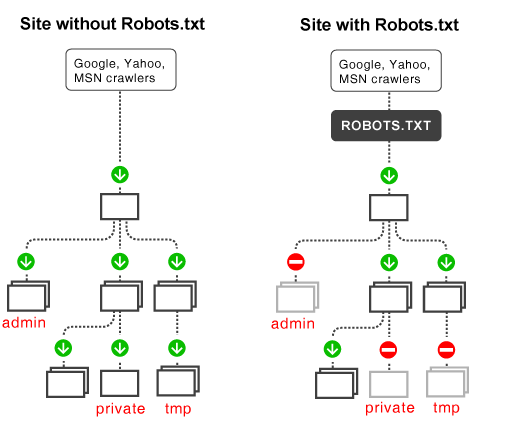 Site without Robots.txt
Google, Yahoo,
MSN crawlers
admin
private
tmp
Site with Robots.txt
Google, Yahoo,
MSN crawlers
ROBOTS.TXT
admin
private
tmp